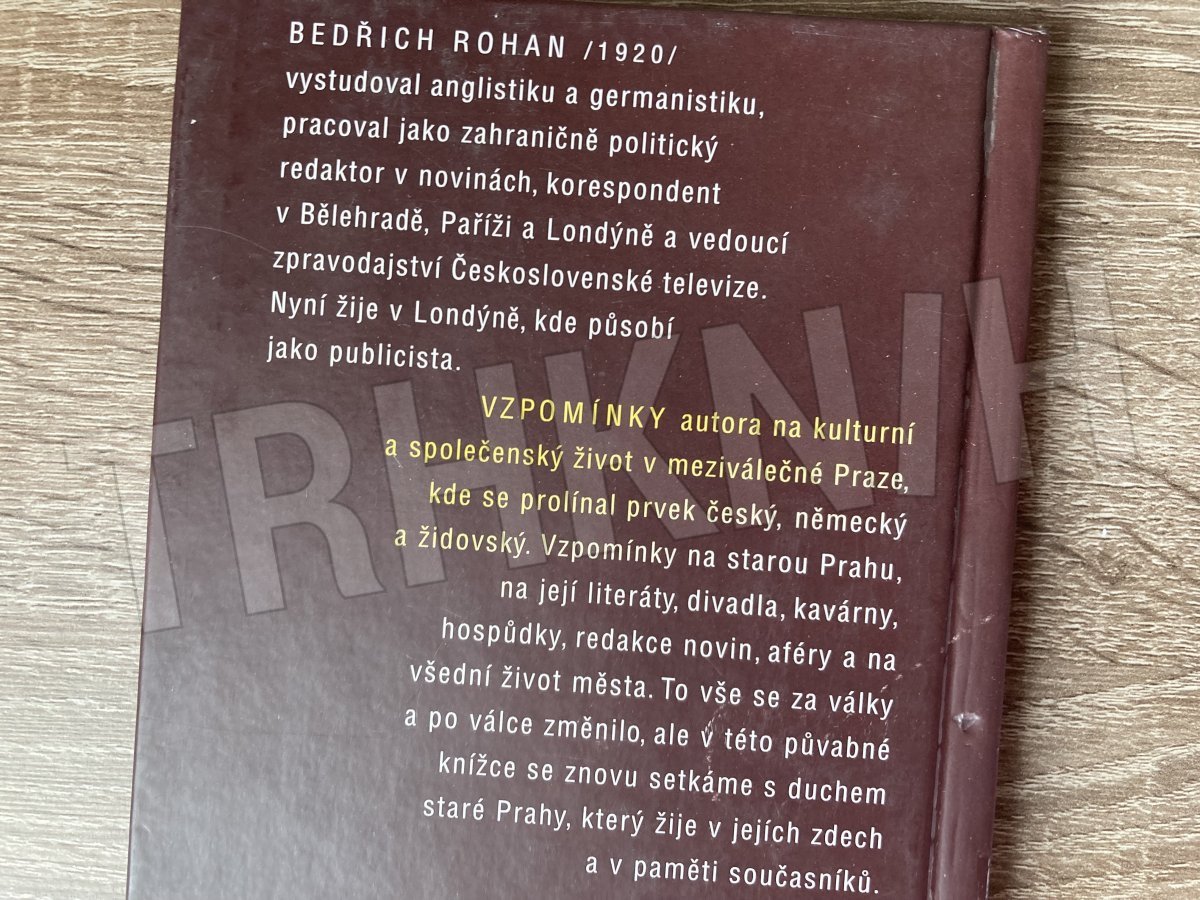 BEDŘICH ROHAN /1920/
vystudoval anglistiku a germanistiku,
pracoval jako zahraničně politický
redaktor v novinách, korespondent
v Bělehradě, Paříži a Londýně a vedoucí
zpravodajství Československé televize.
Nyní žije v Londýně, kde působí
jako publicista.
VZPOMÍNKY autora na kulturní
a společenský život v meziválečné Praze,
kde se prolínal prvek český, německý
a židovský. Vzpomínky na starou Prahu,
na její literáty, divadla, kavárny,
hospůdky, redakce novin, aféry a na
všední život města. To vše se za války
a po válce změnilo, ale v této půvabné
knížce se znovu setkáme s duchem
staré Prahy, který žije v jejích zdech
a v paměti současníků.
TRHKNIH